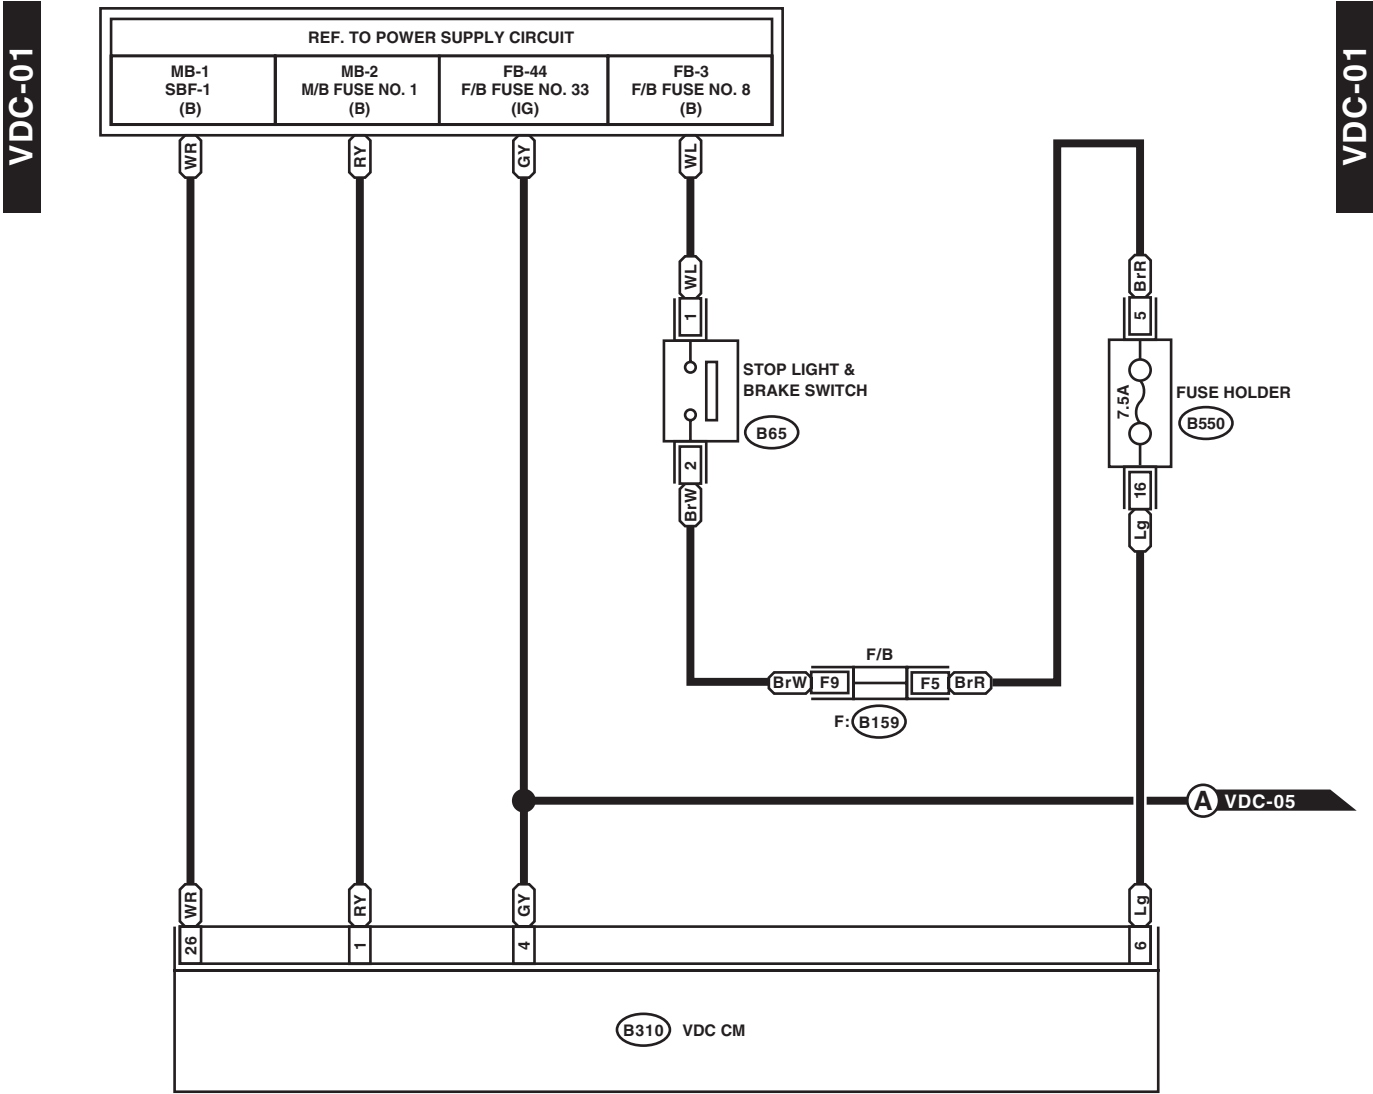 VDC-01
VDC-01
REF. TO POWER SUPPLY CIRCUIT
MB-1
SBF-1
(B)
MB-2
M/B FUSE NO. 1
(B)
FB-44
F/B FUSE NO. 33
(IG)
FB-3
F/B FUSE NO. 8
(B)
WR
RY
GY
WL
WL
1
STOP LIGHT &
BRAKE SWITCH
B65
2
BrW
BrR
5
7.5A
FUSE HOLDER
B550
16
Lg
F/B
BrW F9 F5 BrR
F: B159
A VDC-05
WR
RY
GY
Lg
26
1
4
6
B310 VDC CM